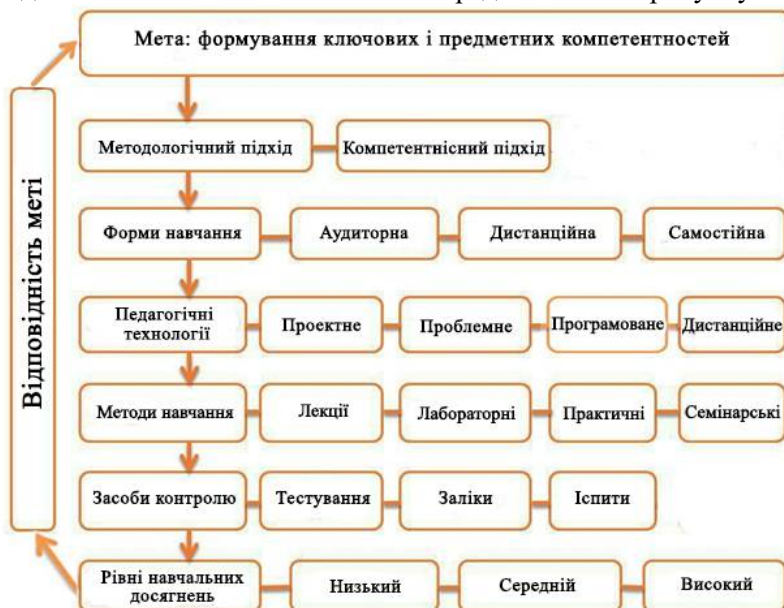 Мета: формування ключових і предметних компетентностей
Відповідність меті
Методологічний підхід
Компетентнісний підхід
Форми навчання
Аудиторна
Дистанційна
Самостійна
Педагогічні
технології
Проектне
Проблемне
Програмоване
Дистанційне
Методи навчання
Лекції
Лабораторні
Практичні
Семінарські
Засоби контролю
Тестування
Заліки
Іспити
Рівні навчальних
досягнень
Низький
Середній
Високий